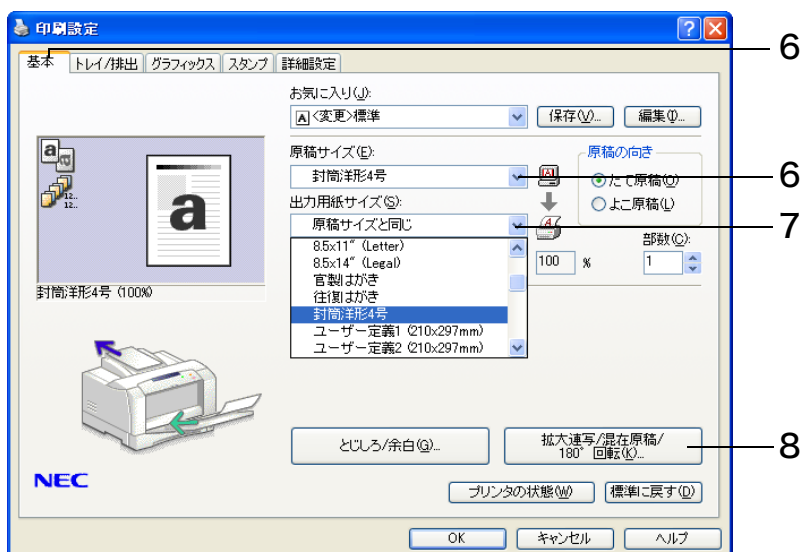 印刷設定
6
基本 トレイ/排出 グラフィックス スタンプ 詳細設定
お気に入り(J):
A <変更>標準 保存(V)... 編集(I)...
原稿サイズ(E):
封筒洋形4号
6
原稿の向き
たて原稿(O)
よこ原稿(L)
出力用紙サイズ(S):
原稿サイズと同じ
7
8.5x11" (Letter)
8.5x14" (Legal)
官製はがき
往復はがき
封筒洋形4号
ユーザー定義1 (210x297mm)
ユーザー定義2 (210x297mm)
100 %
部数(C):
1
a
a
12..
12..
a
封筒洋形4号 (100%)
とじしろ/余白(G)...
拡大連写/混在原稿/
180°回転(K)...
8
NEC
プリンタの状態(W) 標準に戻す(D)
OK キャンセル ヘルプ